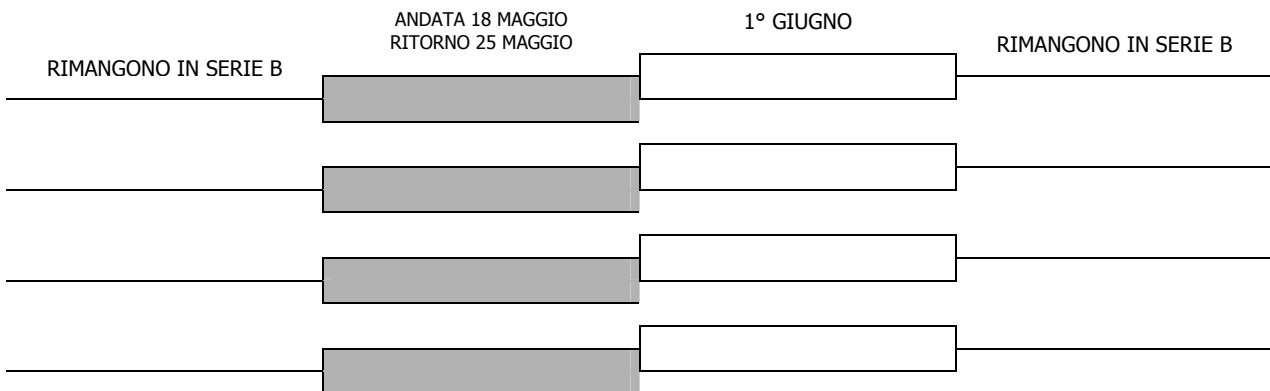 RIMANGONO IN SERIE B
ANDATA 18 MAGGIO
RITORNO 25 MAGGIO
1° GIUGNO
RIMANGONO IN SERIE B